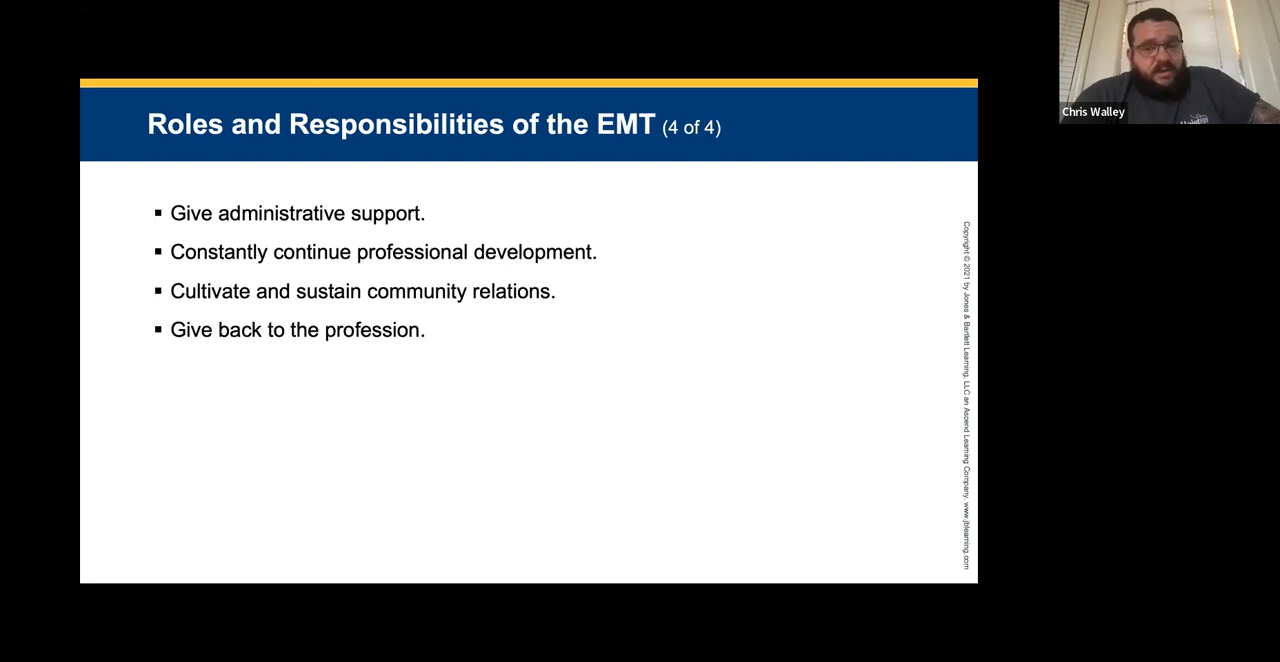 Roles and Responsibilities of the EMT (4 of 4)
▪ Give administrative support.
▪ Constantly continue professional development.
▪ Cultivate and sustain community relations.
▪ Give back to the profession.
Copyright © 2021 by Jones & Bartlett Learning, LLC an Ascend Learning Company. www.jblearning.com
Chris Walley